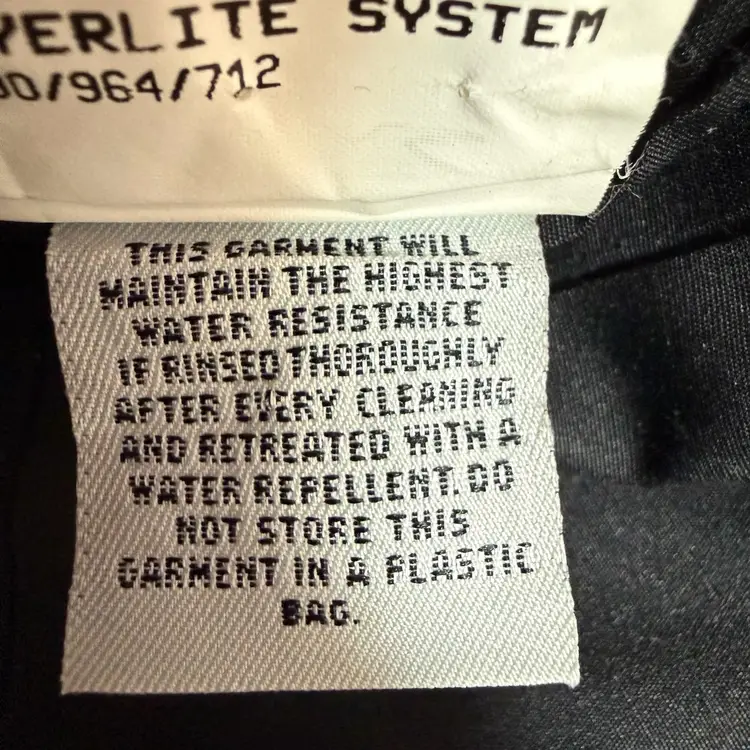 YERLITE SYSTEM
00/964/712
THIS GARMENT WILL
MAINTAIN THE HIGHEST
WATER RESISTANCE
IF RINSED THOROUGHLY
AFTER EVERY CLEANING
AND RETREATED WITH A
WATER REPELLENT. DO
NOT STORE THIS
GARMENT IN A PLASTIC
BAG.